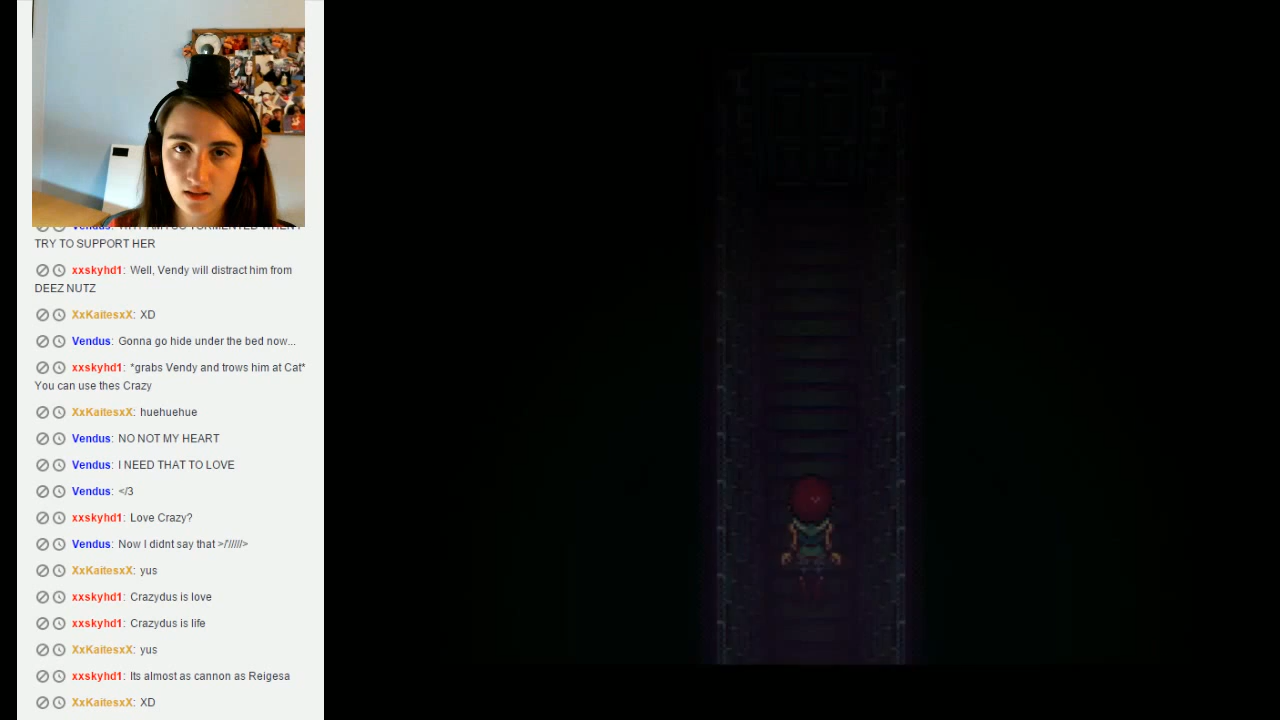 TRY TO SUPPORT HER
xxskyhd1: Well, Vendy will distract him from
DEEZ NUTZ
XxKaitesxX: XD
Vendus: Gonna go hide under the bed now...
xxskyhd1: *grabs Vendy and trows him at Cat*
You can use thes Crazy
XxKaitesxX: huehuehue
Vendus: NO NOT MY HEART
Vendus: I NEED THAT TO LOVE
Vendus: </3
xxskyhd1: Love Crazy?
Vendus: Now I didnt say that >/'/////>
XxKaitesxX: yus
xxskyhd1: Crazydus is love
xxskyhd1: Crazydus is life
XxKaitesxX: yus
xxskyhd1: Its almost as cannon as Reigesa
XxKaitesxX: XD